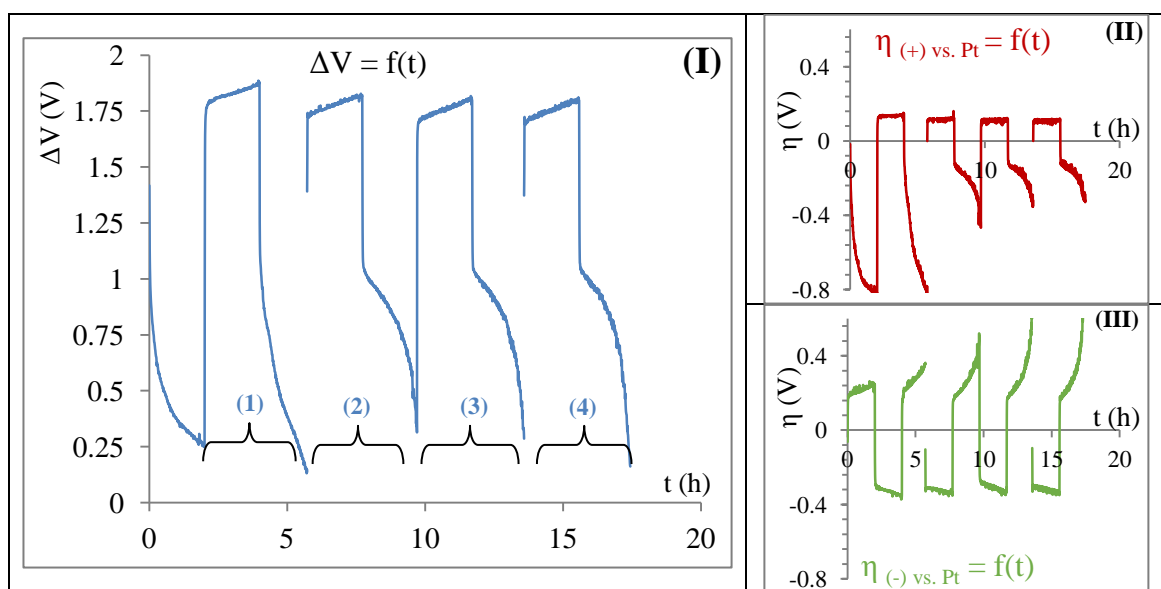 (I)
ΔV = f(t)
ΔV (V)
2
1.75
1.5
1.25
1
0.75
0.5
0.25
0
(1)
(2)
(3)
(4)
t (h)
0
5
10
15
20
(II)
η (+) vs. Pt = f(t)
η (V)
0.4
0
-0.4
-0.8
t (h)
0
10
20
(III)
η (V)
0.4
0
-0.4
-0.8
t (h)
0
5
10
15
20
η (-) vs. Pt = f(t)